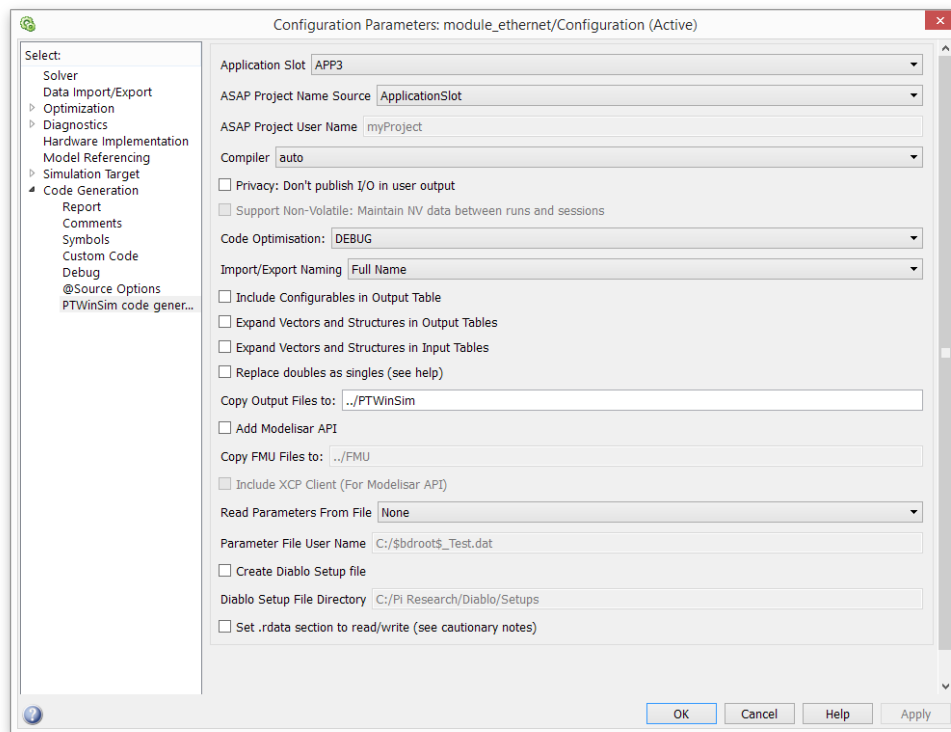 Configuration Parameters: module_ethernet/Configuration (Active)
Select:
Solver
Data Import/Export
Optimization
Diagnostics
Hardware Implementation
Model Referencing
Simulation Target
Code Generation
Report
Comments
Symbols
Custom Code
Debug
@Source Options
PTWinSim code gener...
Application Slot APP3
ASAP Project Name Source ApplicationSlot
ASAP Project User Name myProject
Compiler auto
Privacy: Don't publish I/O in user output
Support Non-Volatile: Maintain NV data between runs and sessions
Code Optimisation: DEBUG
Import/Export Naming Full Name
Include Configurables in Output Table
Expand Vectors and Structures in Output Tables
Expand Vectors and Structures in Input Tables
Replace doubles as singles (see help)
Copy Output Files to: ../PTWinSim
Add Modelisar API
Copy FMU Files to: ../FMU
Include XCP Client (For Modelisar API)
Read Parameters From File None
Parameter File User Name C:/$bdroot$_Test.dat
Create Diablo Setup file
Diablo Setup File Directory C:/Pi Research/Diablo/Setups
Set .rdata section to read/write (see cautionary notes)
OK Cancel Help Apply